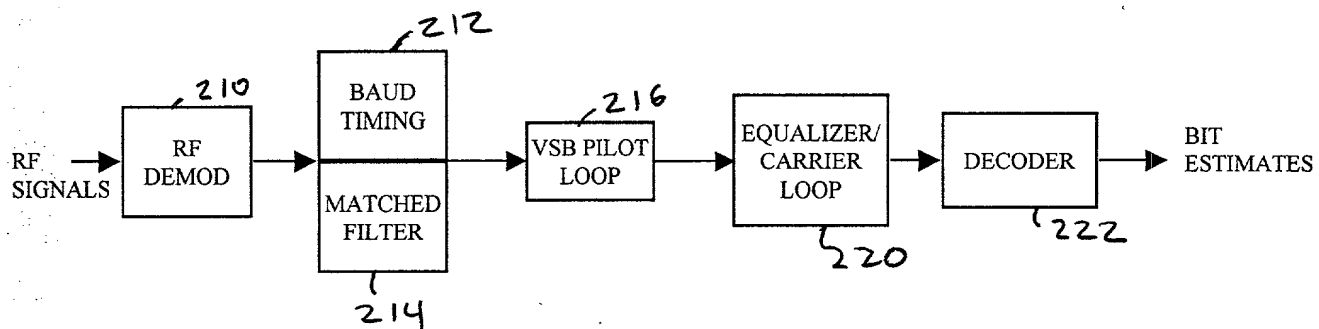 212
210
BAUD
TIMING
216
RF
SIGNALS
RF
DEMOD
VSB PILOT
LOOP
EQUALIZER/
CARRIER
LOOP
DECODER
BIT
ESTIMATES
MATCHED
FILTER
214
220
222